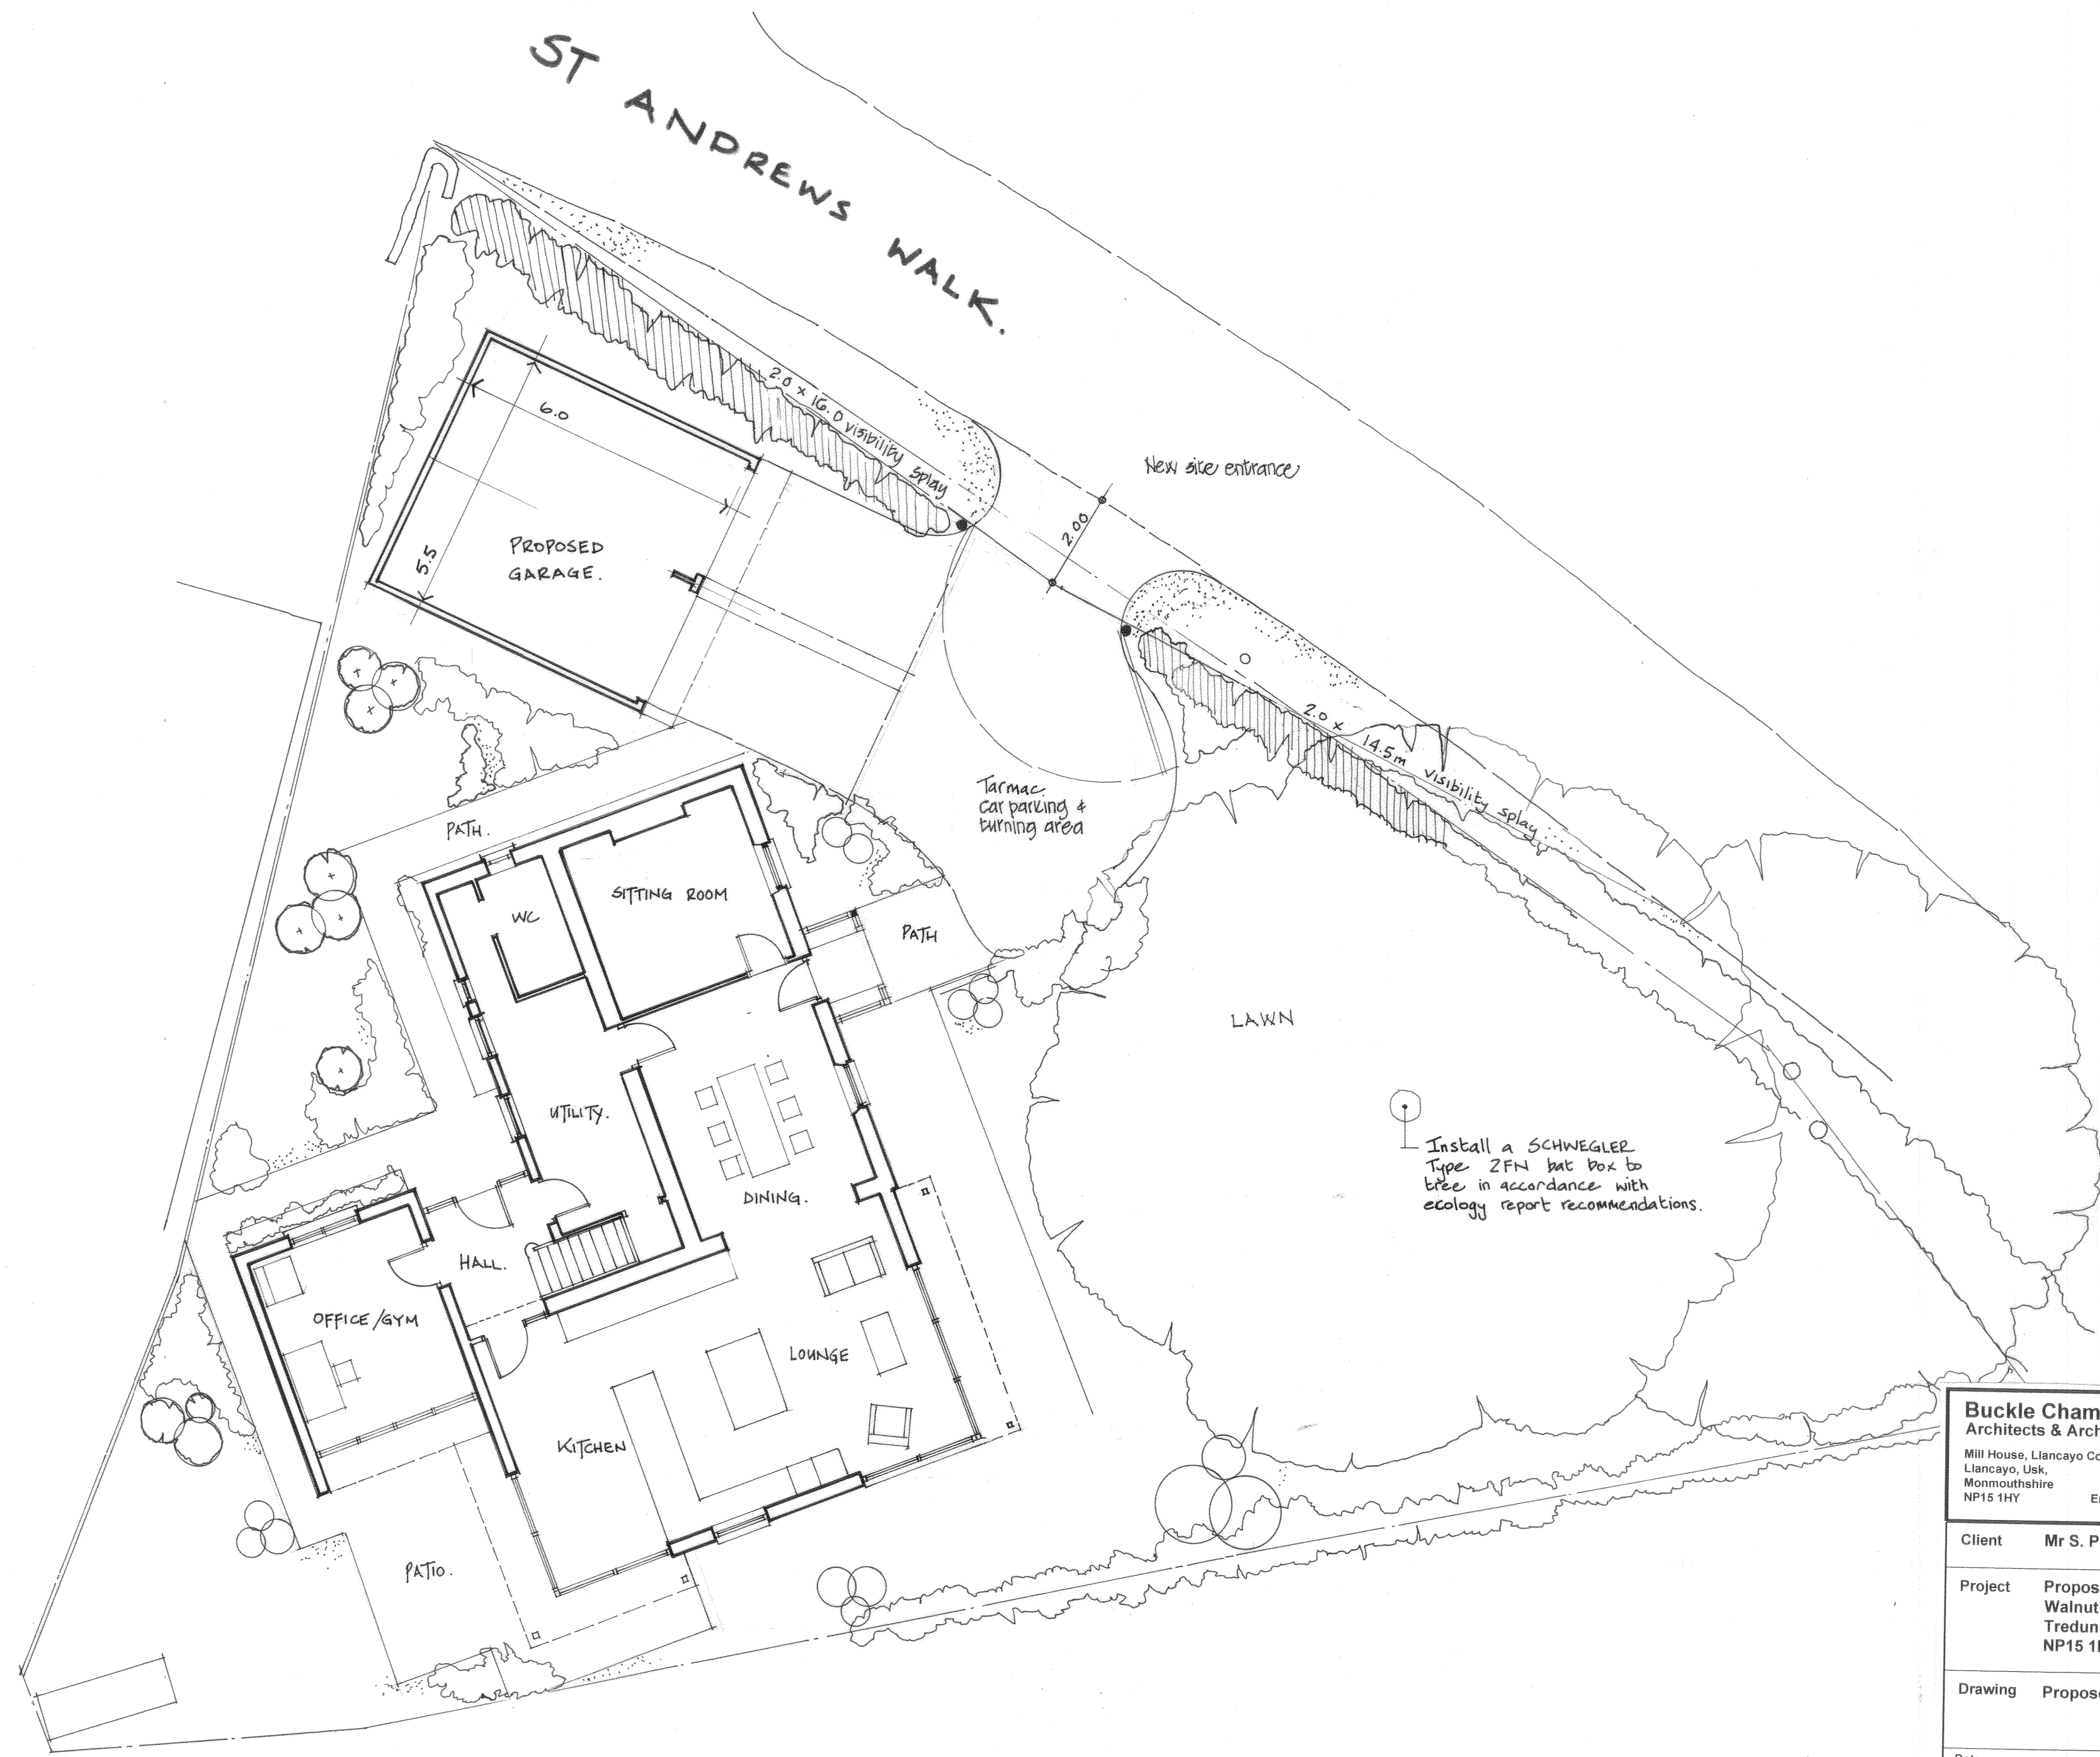 ST ANDREWS WALK.
2.0 x 16.0 visibility splay
6.0
5.5
PROPOSED
GARAGE.
New site entrance
2.00
2.0 x 14.5m visibility splay
Tarmac
car parking &
turning area
PATH.
SITTING ROOM
WC
PATH
LAWN
UTILITY.
Install a SCHWEGLER
Type 2FN bat box to
tree in accordance with
ecology report recommendations.
DINING.
HALL.
OFFICE/GYM
LOUNGE
KITCHEN
PATIO.
Buckle Cham
Architects & Arch
Mill House, Llancayo Co
Llancayo, Usk,
Monmouthshire
NP15 1HY
Client Mr S. P
Project Propos
Walnut
Tredun
NP15 1
Drawing Propos